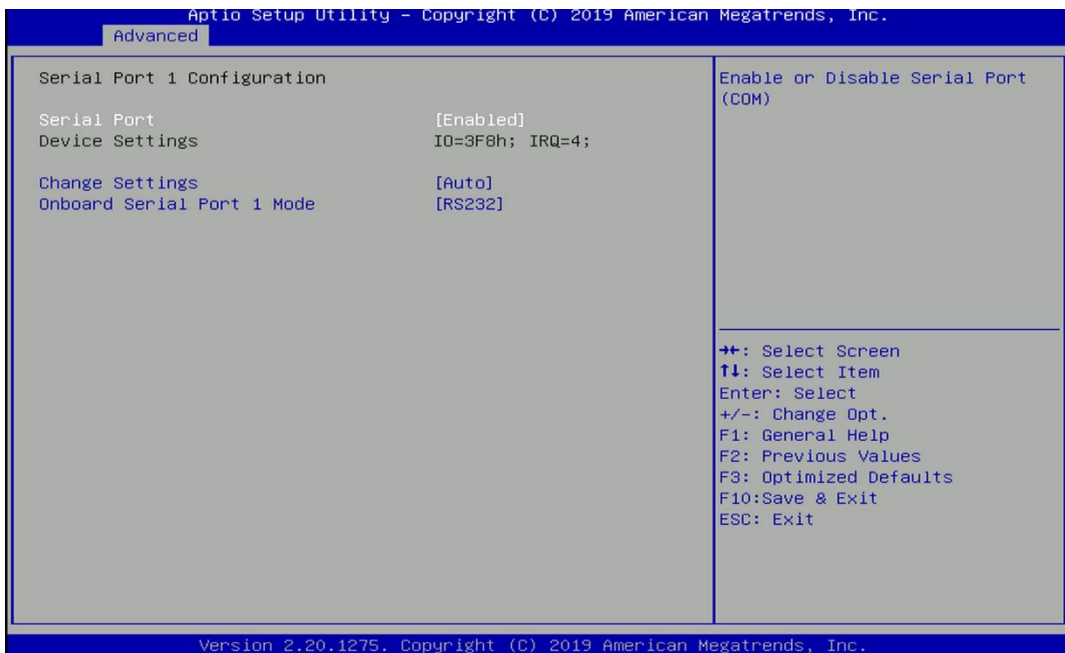 Aptio Setup Utility – Copyright (C) 2019 American Megatrends, Inc.
Advanced
Serial Port 1 Configuration
Serial Port [Enabled]
Device Settings IO=3F8h; IRQ=4;
Change Settings [Auto]
Onboard Serial Port 1 Mode [RS232]
Enable or Disable Serial Port
(COM)
→←: Select Screen
↑↓: Select Item
Enter: Select
+/-: Change Opt.
F1: General Help
F2: Previous Values
F3: Optimized Defaults
F10:Save & Exit
ESC: Exit
Version 2.20.1275. Copyright (C) 2019 American Megatrends, Inc.